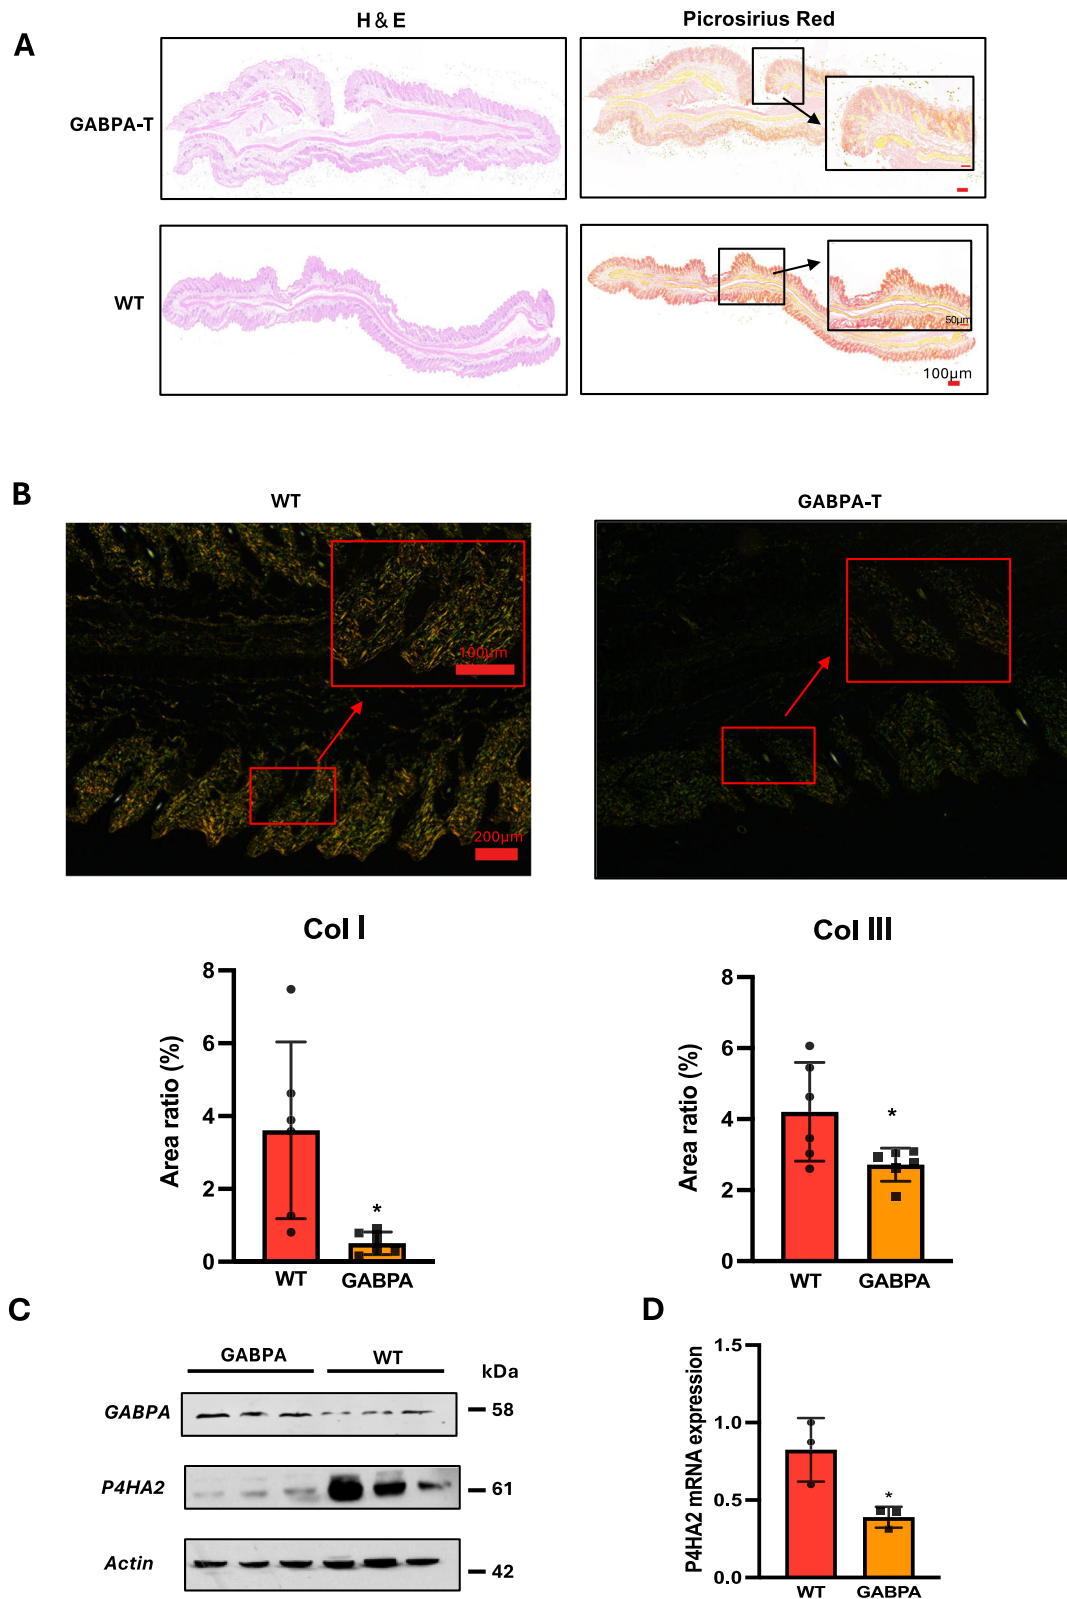 H & E
Picrosirius Red
A
GABPA-T
WT
50μm
100μm
B
WT
GABPA-T
100μm
200μm
Col I
Col III
Area ratio (%)
8
6
4
2
0
WT
*
GABPA
Area ratio (%)
8
6
4
2
0
WT
*
GABPA
C
GABPA
WT
kDa
GABPA
58
P4HA2
61
Actin
42
D
P4HA2 mRNA expression
1.5
1.0
0.5
0.0
*
WT
GABPA